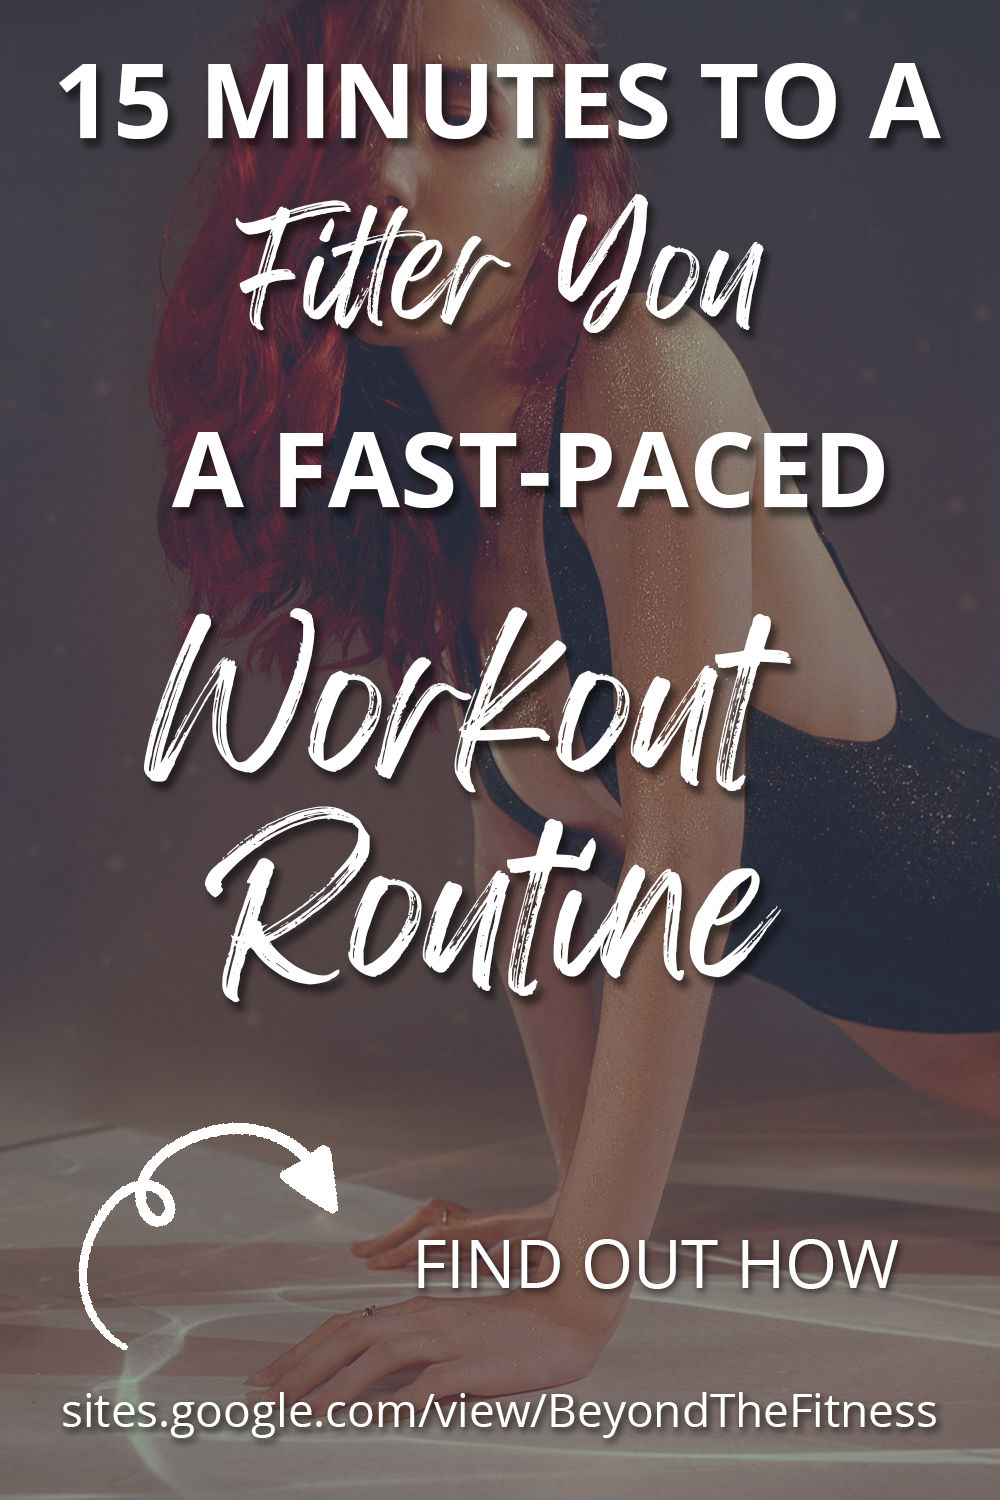 15 MINUTES TO A
Fitter You
A FAST-PACED
Workout
Routine
FIND OUT HOW
sites.google.com/view/BeyondTheFitness